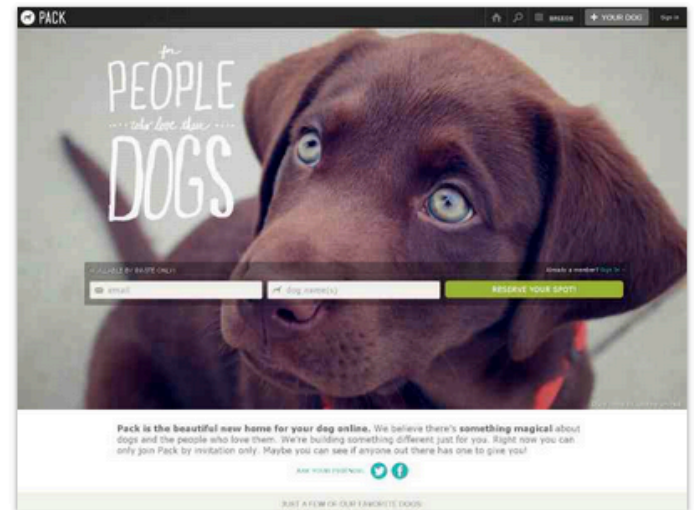 PACK
BREEDS
+ YOUR DOG
Sign in
for
PEOPLE
who love their
DOGS
AVAILABLE BY INVITE ONLY!
Already a member? Sign In
email
dog name(s)
RESERVE YOUR SPOT!
Pack is the beautiful new home for your dog online. We believe there's something magical about
dogs and the people who love them. We're building something different just for you. Right now you can
only join Pack by invitation only. Maybe you can see if anyone out there has one to give you!
ASK YOUR FRIENDS:
JUST A FEW OF OUR FAVORITE DOGS!